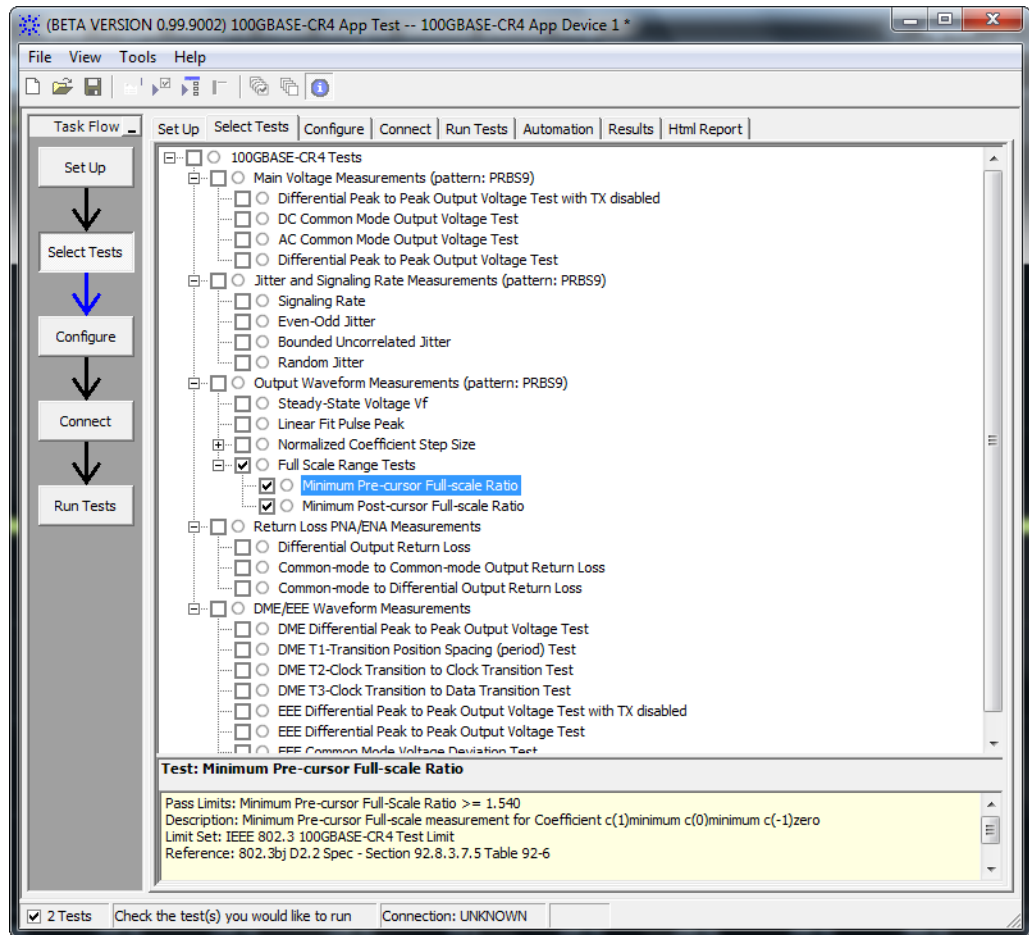 (BETA VERSION 0.99.9002) 100GBASE-CR4 App Test -- 100GBASE-CR4 App Device 1 *
File View Tools Help
Task Flow
Set Up
Select Tests
Configure
Connect
Run Tests
Set Up Select Tests Configure Connect Run Tests Automation Results Html Report
100GBASE-CR4 Tests
Main Voltage Measurements (pattern: PRBS9)
Differential Peak to Peak Output Voltage Test with TX disabled
DC Common Mode Output Voltage Test
AC Common Mode Output Voltage Test
Differential Peak to Peak Output Voltage Test
Jitter and Signaling Rate Measurements (pattern: PRBS9)
Signaling Rate
Even-Odd Jitter
Bounded Uncorrelated Jitter
Random Jitter
Output Waveform Measurements (pattern: PRBS9)
Steady-State Voltage Vf
Linear Fit Pulse Peak
Normalized Coefficient Step Size
Full Scale Range Tests
Minimum Pre-cursor Full-scale Ratio
Minimum Post-cursor Full-scale Ratio
Return Loss PNA/ENA Measurements
Differential Output Return Loss
Common-mode to Common-mode Output Return Loss
Common-mode to Differential Output Return Loss
DME/EEE Waveform Measurements
DME Differential Peak to Peak Output Voltage Test
DME T1-Transition Position Spacing (period) Test
DME T2-Clock Transition to Clock Transition Test
DME T3-Clock Transition to Data Transition Test
EEE Differential Peak to Peak Output Voltage Test with TX disabled
EEE Differential Peak to Peak Output Voltage Test
EEE Common Mode Voltage Deviation Test
Test: Minimum Pre-cursor Full-scale Ratio
Pass Limits: Minimum Pre-cursor Full-Scale Ratio >= 1.540
Description: Minimum Pre-cursor Full-scale measurement for Coefficient c(1)minimum c(0)minimum c(-1)zero
Limit Set: IEEE 802.3 100GBASE-CR4 Test Limit
Reference: 802.3bj D2.2 Spec - Section 92.8.3.7.5 Table 92-6
2 Tests Check the test(s) you would like to run Connection: UNKNOWN